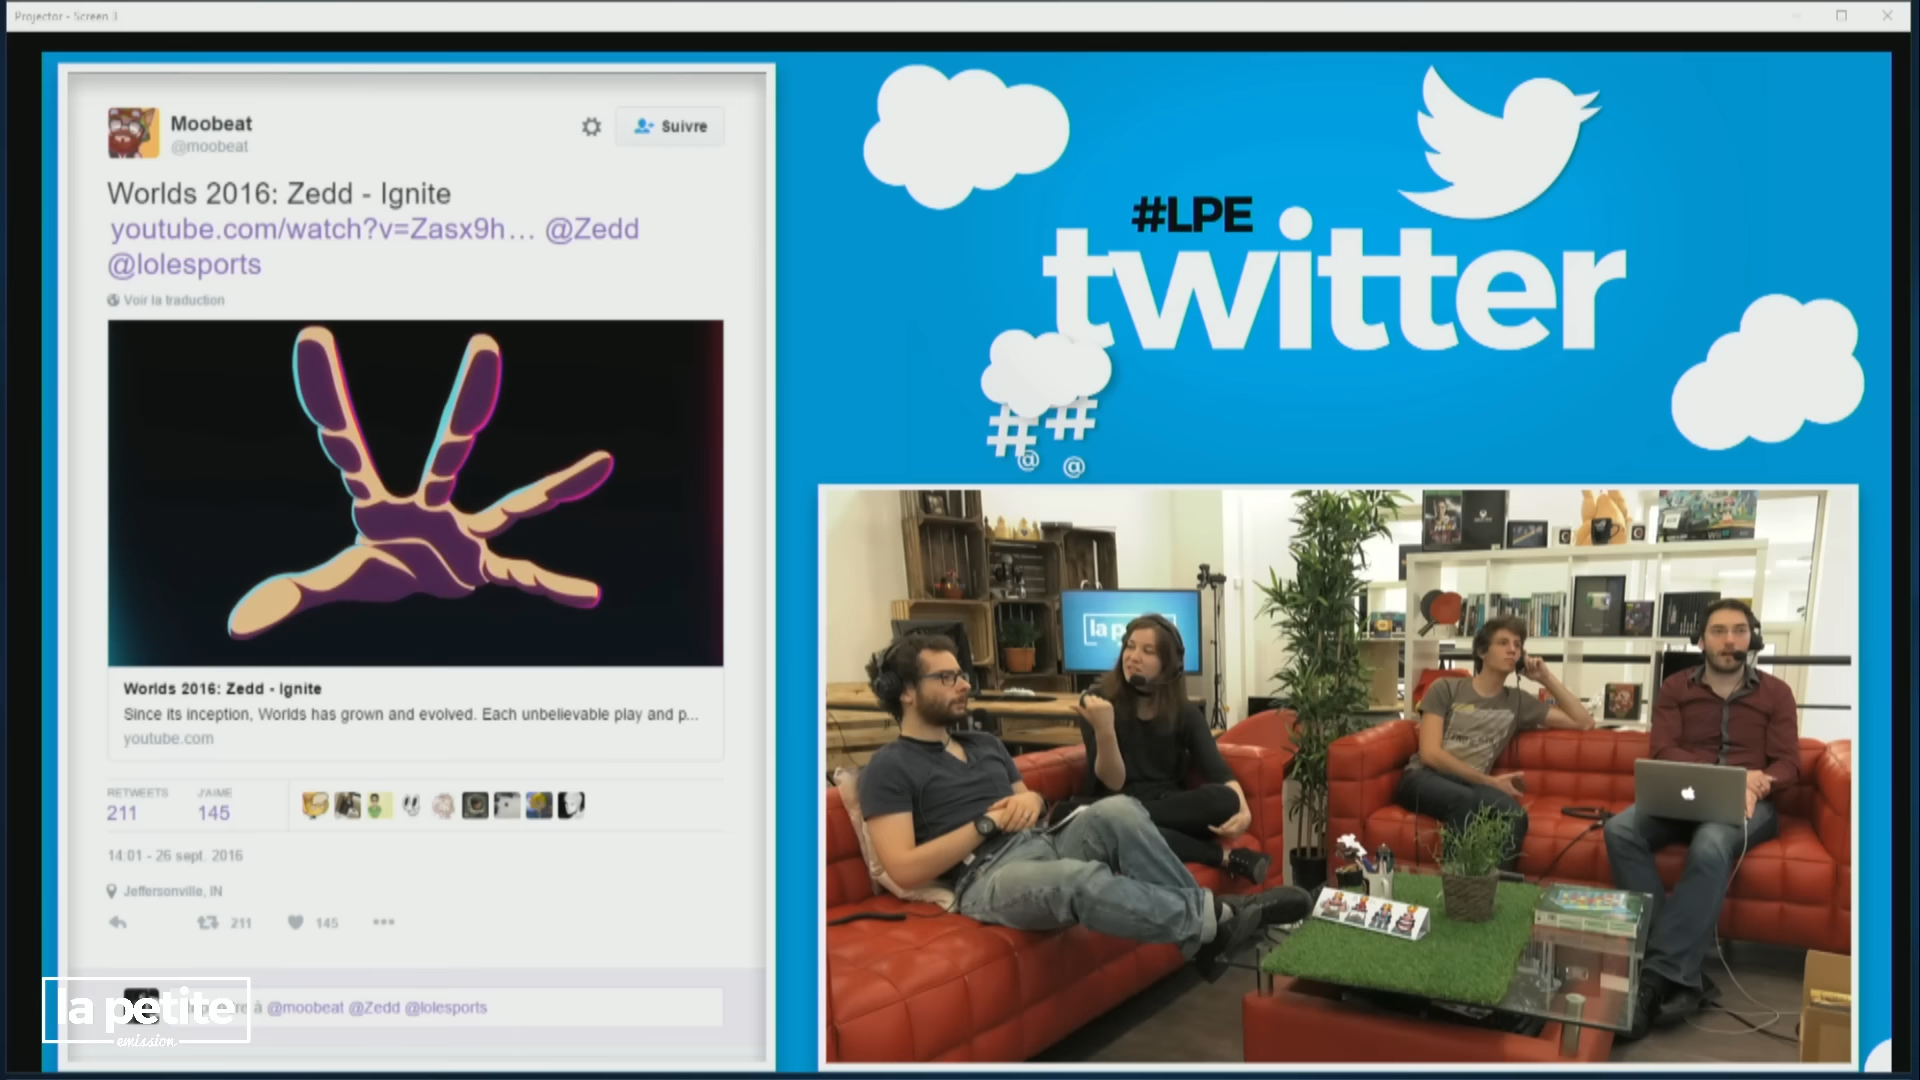 Projector - Screen 3
Moobeat
@moobeat
Suivre
Worlds 2016: Zedd - Ignite
youtube.com/watch?v=Zasx9h… @Zedd
@lolesports
Voir la traduction
Worlds 2016: Zedd - Ignite
Since its inception, Worlds has grown and evolved. Each unbelievable play and p...
youtube.com
RETWEETS
J'AIME
211
145
14:01 - 26 sept. 2016
Jeffersonville, IN
211
145
à @moobeat @Zedd @lolesports
la petite
emission
#LPE
twitter
# #
@ @
la p